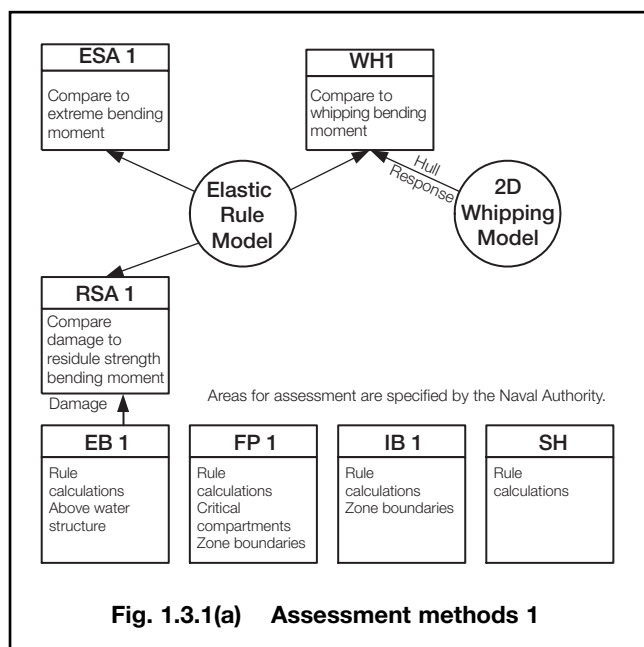 ESA 1
Compare to
extreme bending
moment
WH1
Compare to
whipping bending
moment
Hull
Response
Elastic
Rule
Model
2D
Whipping
Model
RSA 1
Compare
damage to
residule strength
bending moment
Damage
Areas for assessment are specified by the Naval Authority.
EB 1
Rule
calculations
Above water
structure
FP 1
Rule
calculations
Critical
compartments
Zone boundaries
IB 1
Rule
calculations
Zone boundaries
SH
Rule
calculations
Fig. 1.3.1(a) Assessment methods 1